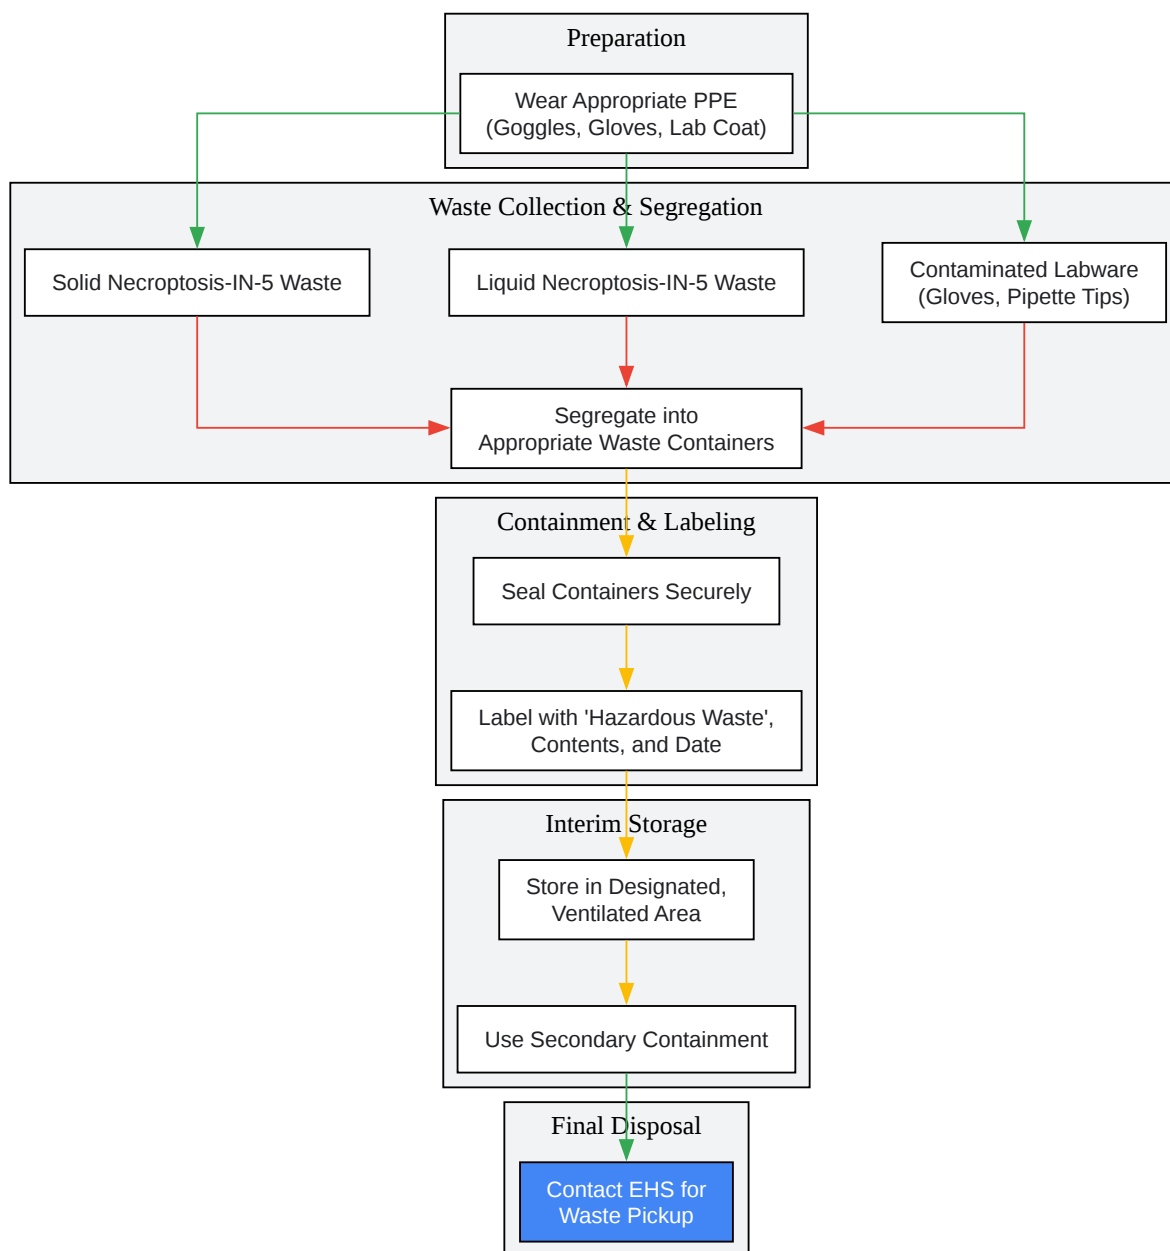 Preparation
Wear Appropriate PPE
(Goggles, Gloves, Lab Coat)
Waste Collection & Segregation
Solid Necroptosis-IN-5 Waste
Liquid Necroptosis-IN-5 Waste
Contaminated Labware
(Gloves, Pipette Tips)
Segregate into
Appropriate Waste Containers
Containment & Labeling
Seal Containers Securely
Label with 'Hazardous Waste',
Contents, and Date
Interim Storage
Store in Designated,
Ventilated Area
Use Secondary Containment
Final Disposal
Contact EHS for
Waste Pickup